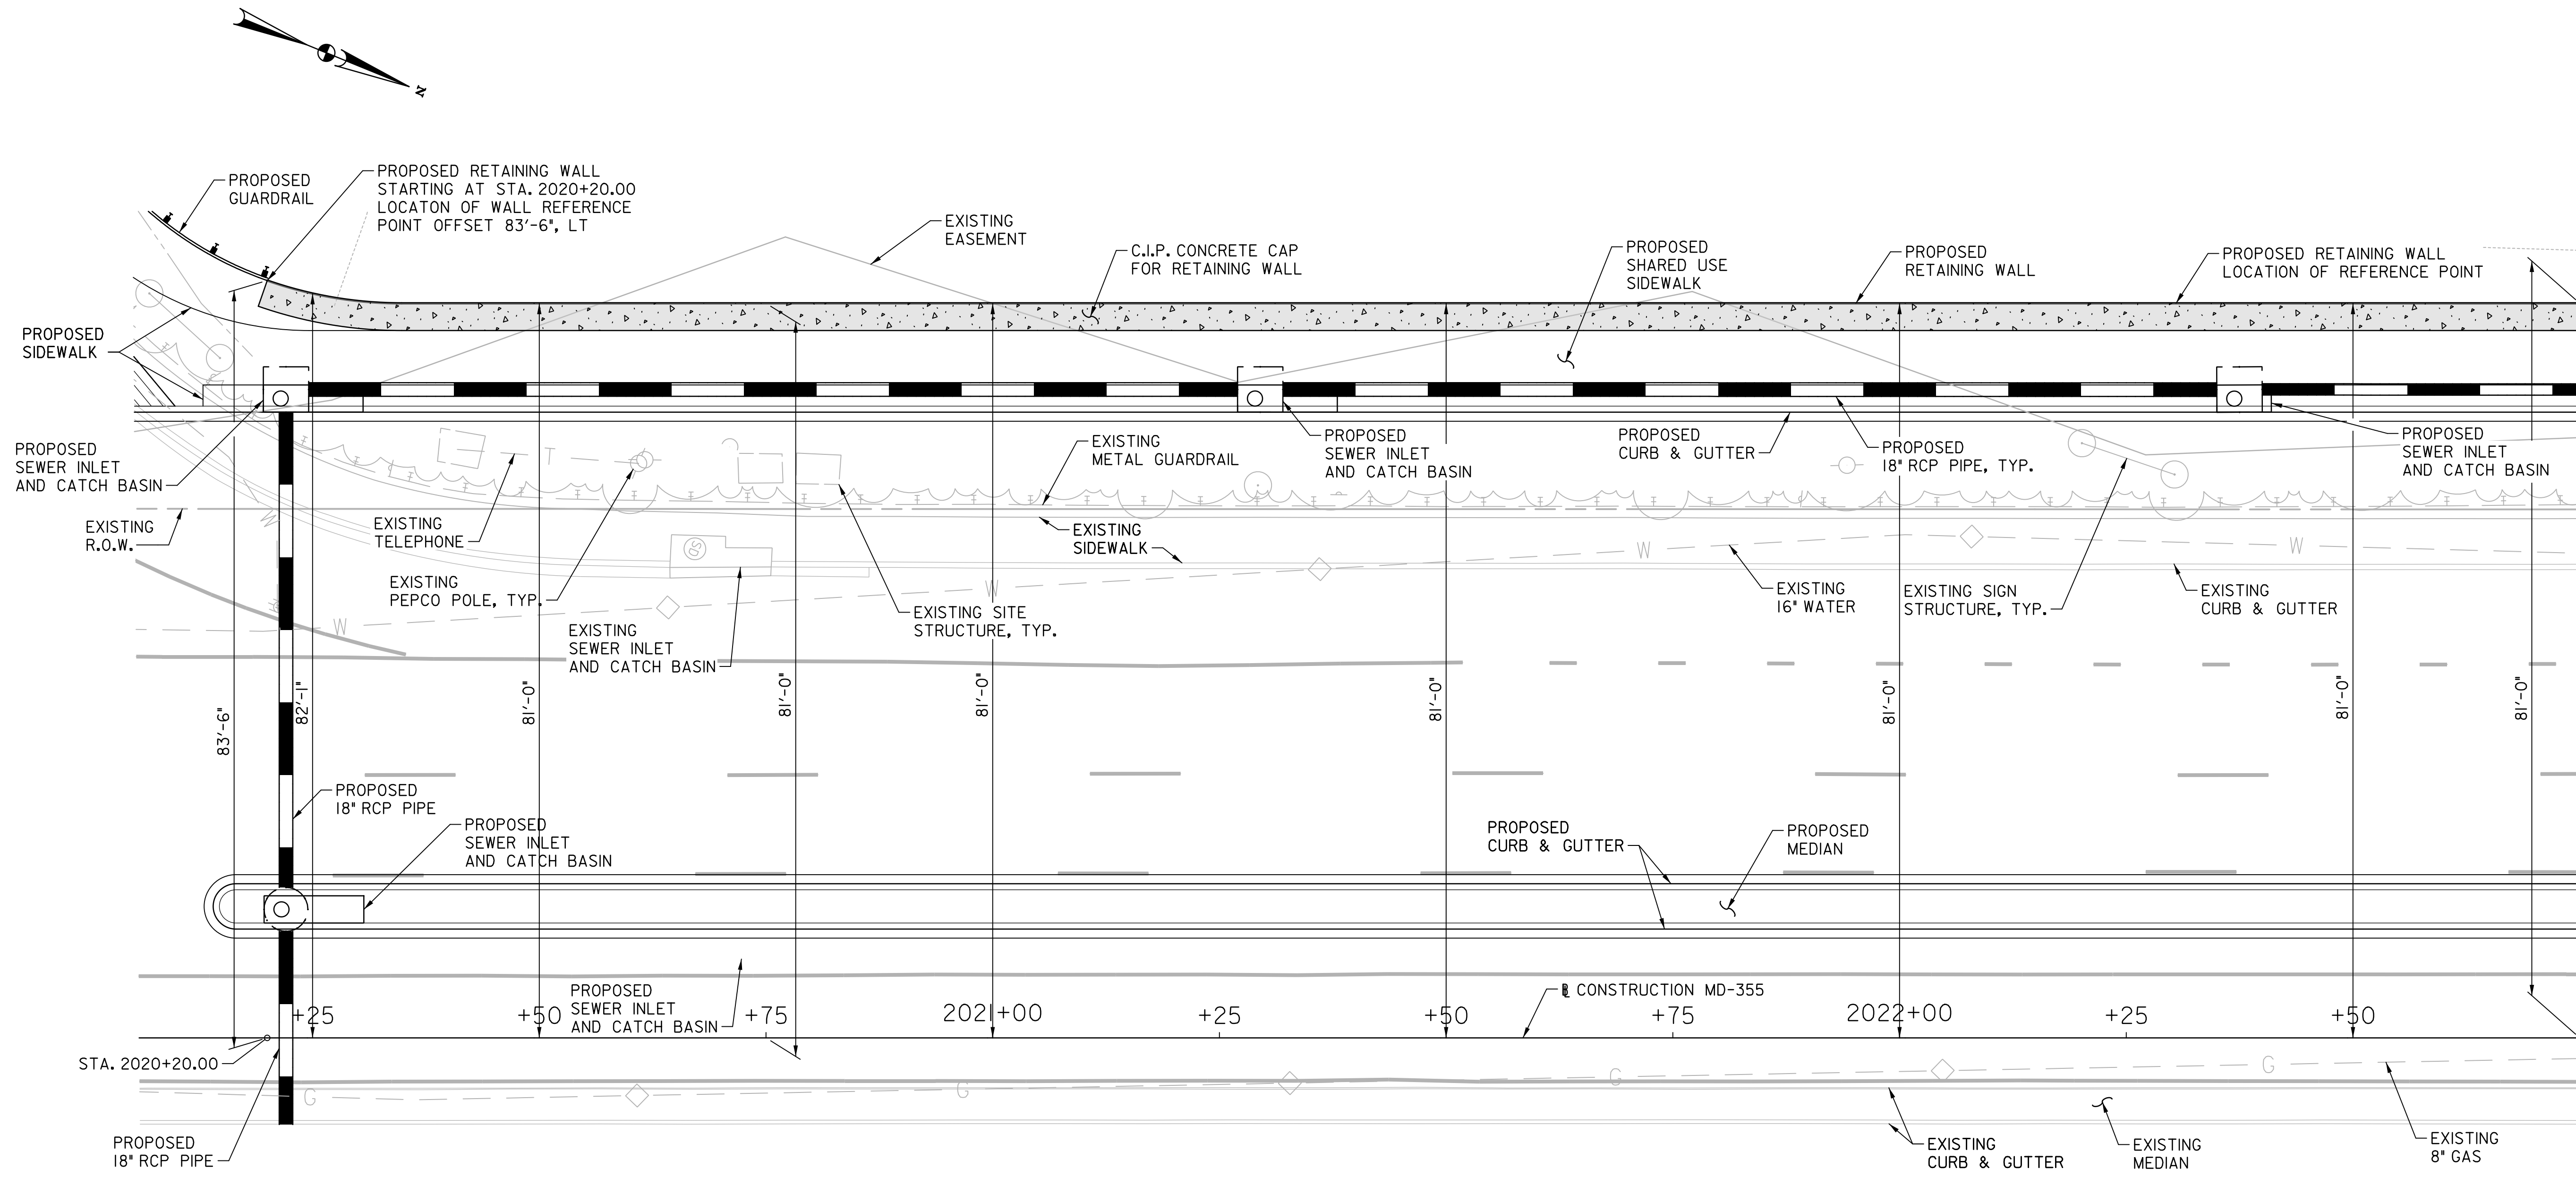 N
PROPOSED
GUARDRAIL
PROPOSED RETAINING WALL
STARTING AT STA. 2020+20.00
LOCATON OF WALL REFERENCE
POINT OFFSET 83'-6", LT
EXISTING
EASEMENT
C.I.P. CONCRETE CAP
FOR RETAINING WALL
PROPOSED
SHARED USE
SIDEWALK
PROPOSED
RETAINING WALL
PROPOSED RETAINING WALL
LOCATION OF REFERENCE POINT
PROPOSED
SIDEWALK
PROPOSED
SEWER INLET
AND CATCH BASIN
EXISTING
R.O.W.
EXISTING
TELEPHONE
T
EXISTING
PEPCO POLE, TYP.
EXISTING
METAL GUARDRAIL
EXISTING
SIDEWALK
PROPOSED
SEWER INLET
AND CATCH BASIN
PROPOSED
CURB & GUTTER
PROPOSED
18" RCP PIPE, TYP.
PROPOSED
SEWER INLET
AND CATCH BASIN
SD
W
W
W
W
EXISTING
SEWER INLET
AND CATCH BASIN
EXISTING SITE
STRUCTURE, TYP.
EXISTING
16" WATER
EXISTING SIGN
STRUCTURE, TYP.
EXISTING
CURB & GUTTER
83'-6"
82'-1"
81'-0"
81'-0"
81'-0"
81'-0"
81'-0"
81'-0"
81'-0"
PROPOSED
18" RCP PIPE
PROPOSED
SEWER INLET
AND CATCH BASIN
PROPOSED
CURB & GUTTER
PROPOSED
MEDIAN
PROPOSED
SEWER INLET
AND CATCH BASIN
BL CONSTRUCTION MD-355
+25
+50
+75
2021+00
+25
+50
+75
2022+00
+25
+50
STA. 2020+20.00
G
G
G
G
PROPOSED
18" RCP PIPE
EXISTING
CURB & GUTTER
EXISTING
MEDIAN
EXISTING
8" GAS